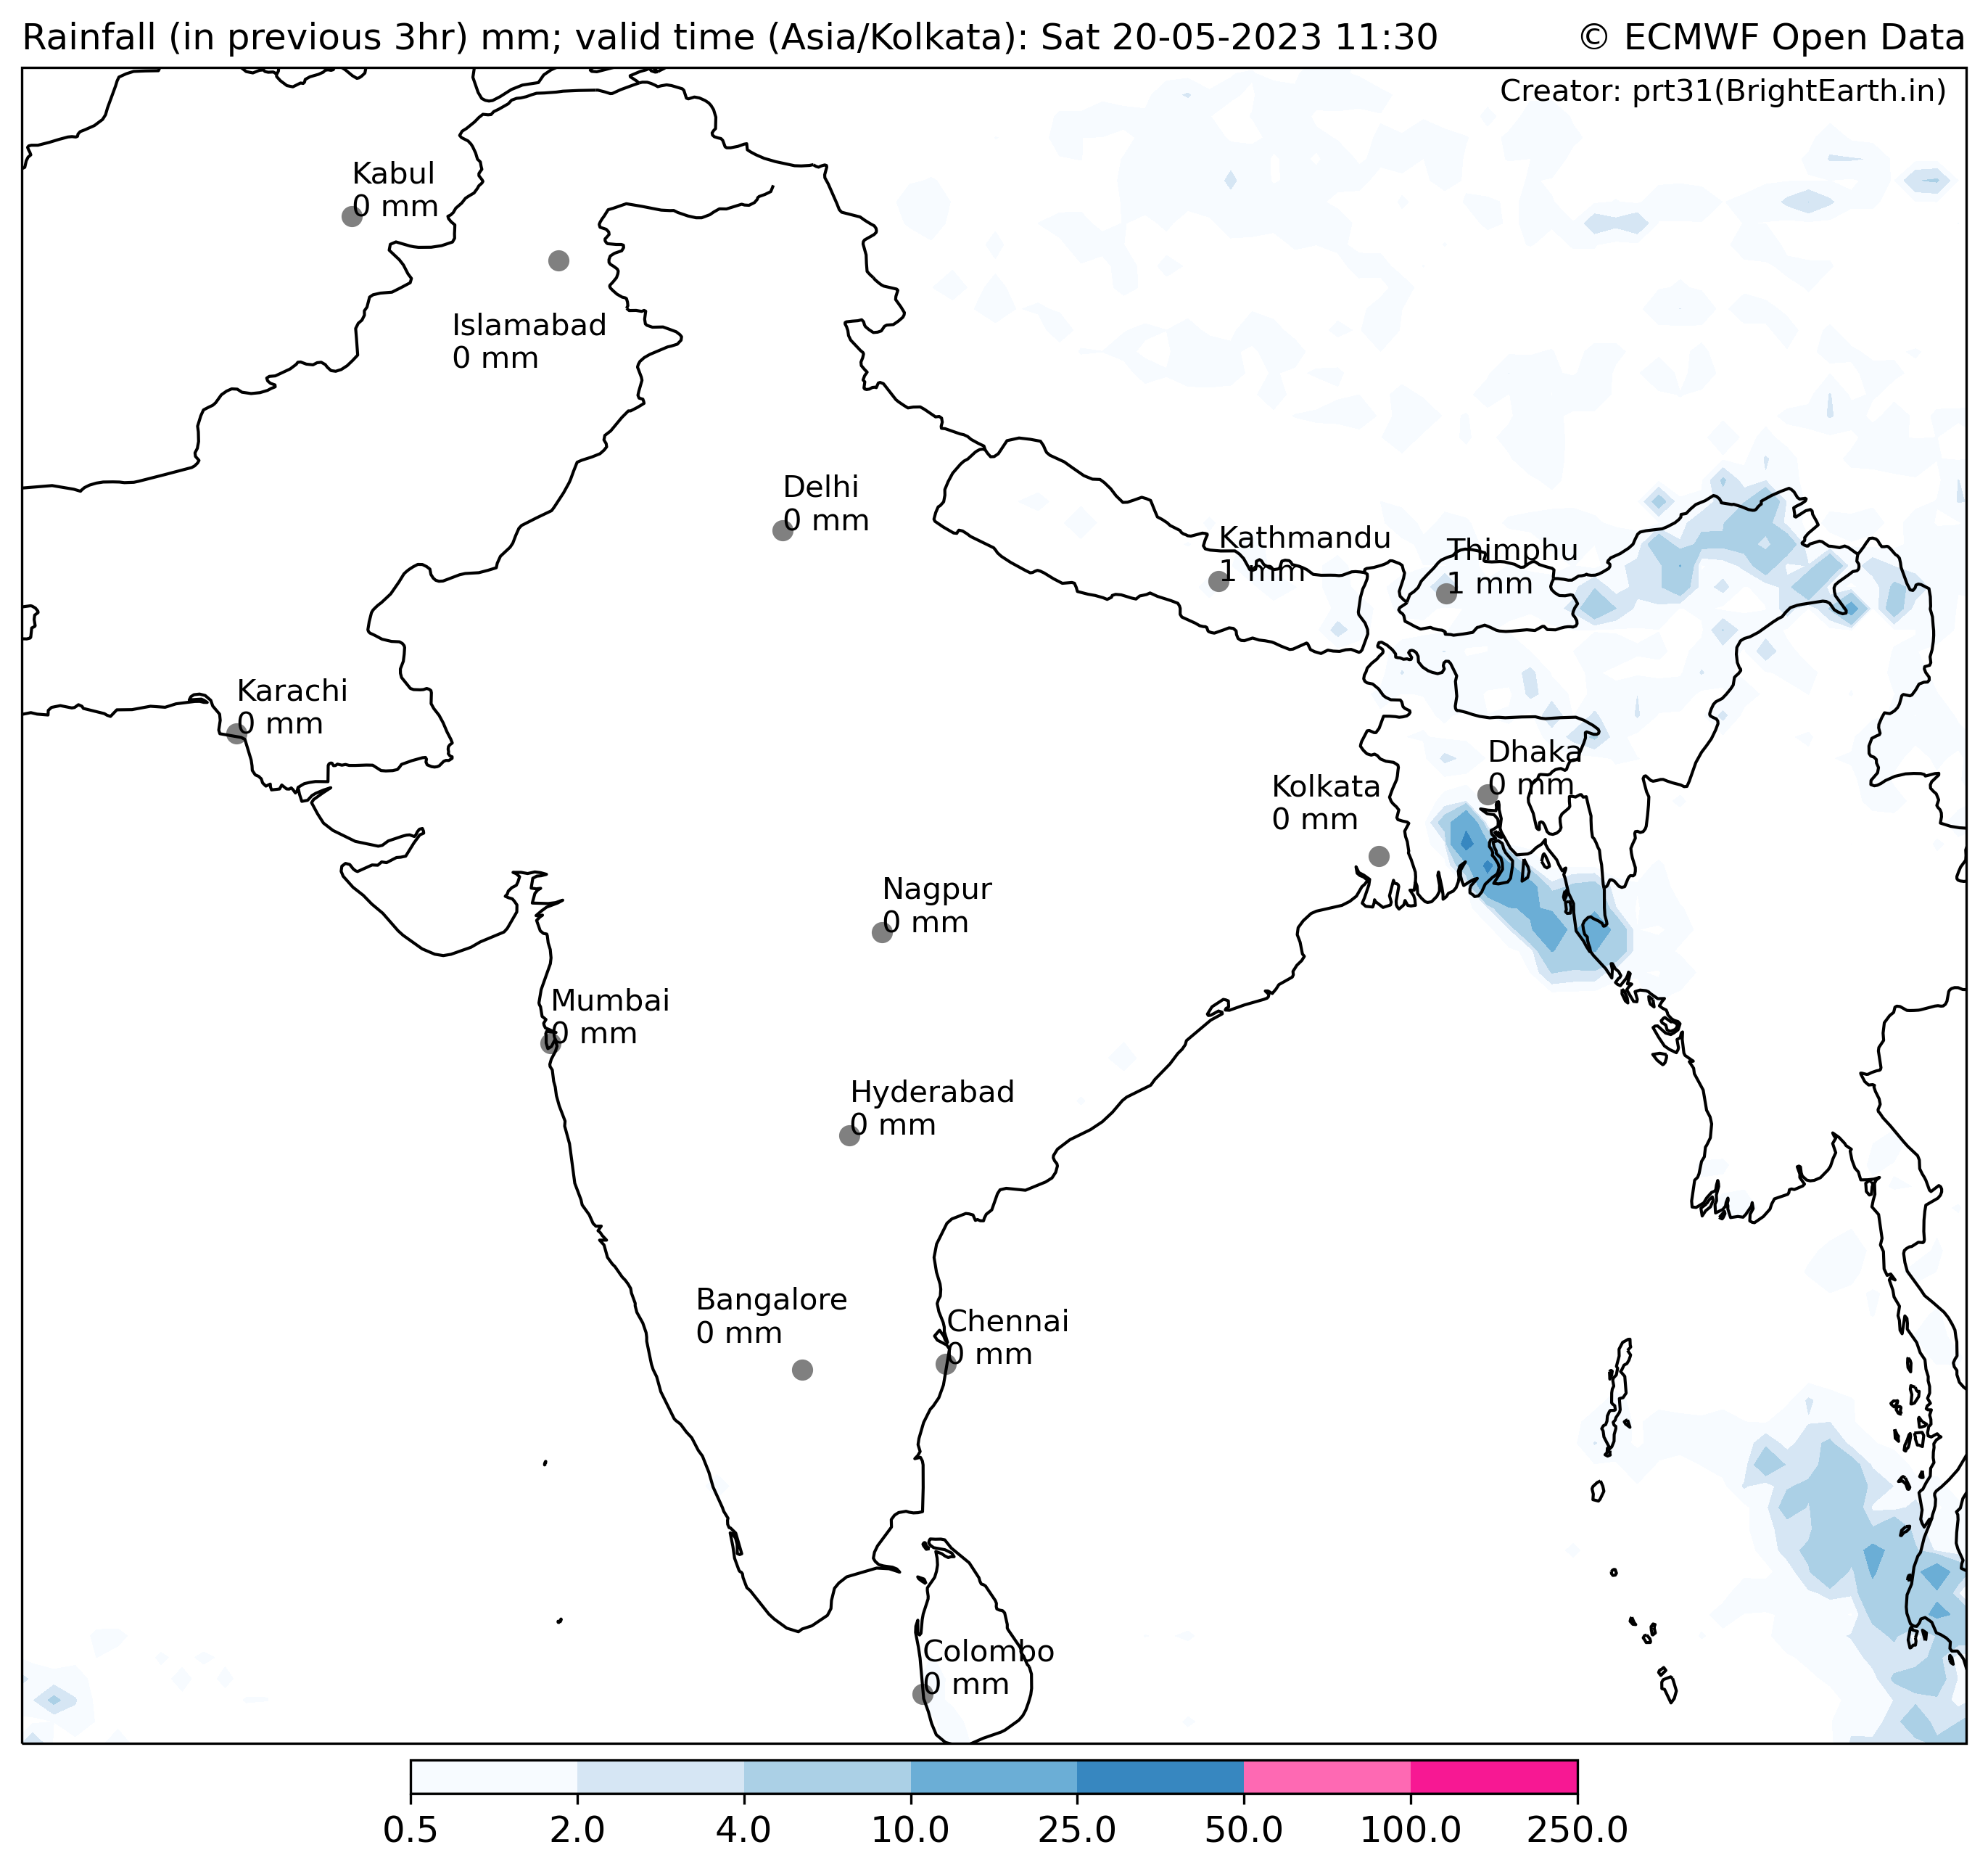 Rainfall (in previous 3hr) mm; valid time (Asia/Kolkata): Sat 20-05-2023 11:30
© ECMWF Open Data
Creator: prt31(BrightEarth.in)
Kabul
0 mm
Islamabad
0 mm
Delhi
0 mm
Kathmandu
1 mm
Thimphu
1 mm
Karachi
0 mm
Dhaka
0 mm
Kolkata
0 mm
Nagpur
0 mm
Mumbai
0 mm
Hyderabad
0 mm
Bangalore
0 mm
Chennai
0 mm
Colombo
0 mm
0.5 2.0 4.0 10.0 25.0 50.0 100.0 250.0